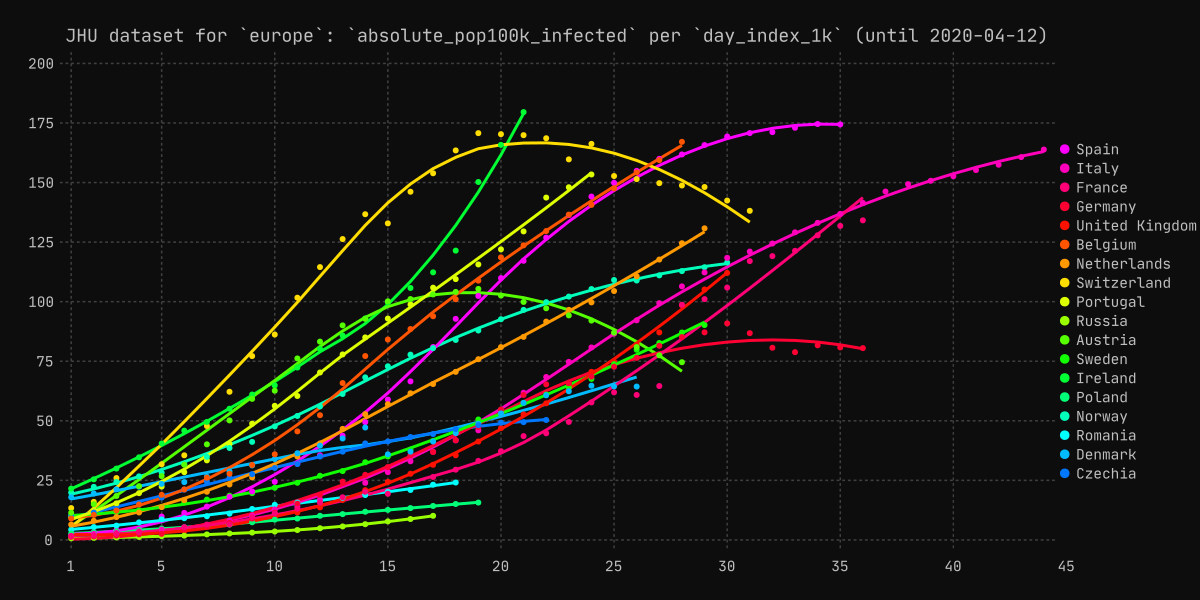 JHU dataset for `europe`: `absolute_pop100k_infected` per `day_index_1k` (until 2020-04-12)
200
175
150
125
100
75
50
25
0
1 5 10 15 20 25 30 35 40 45
Spain
Italy
France
Germany
United Kingdom
Belgium
Netherlands
Switzerland
Portugal
Russia
Austria
Sweden
Ireland
Poland
Norway
Romania
Denmark
Czechia